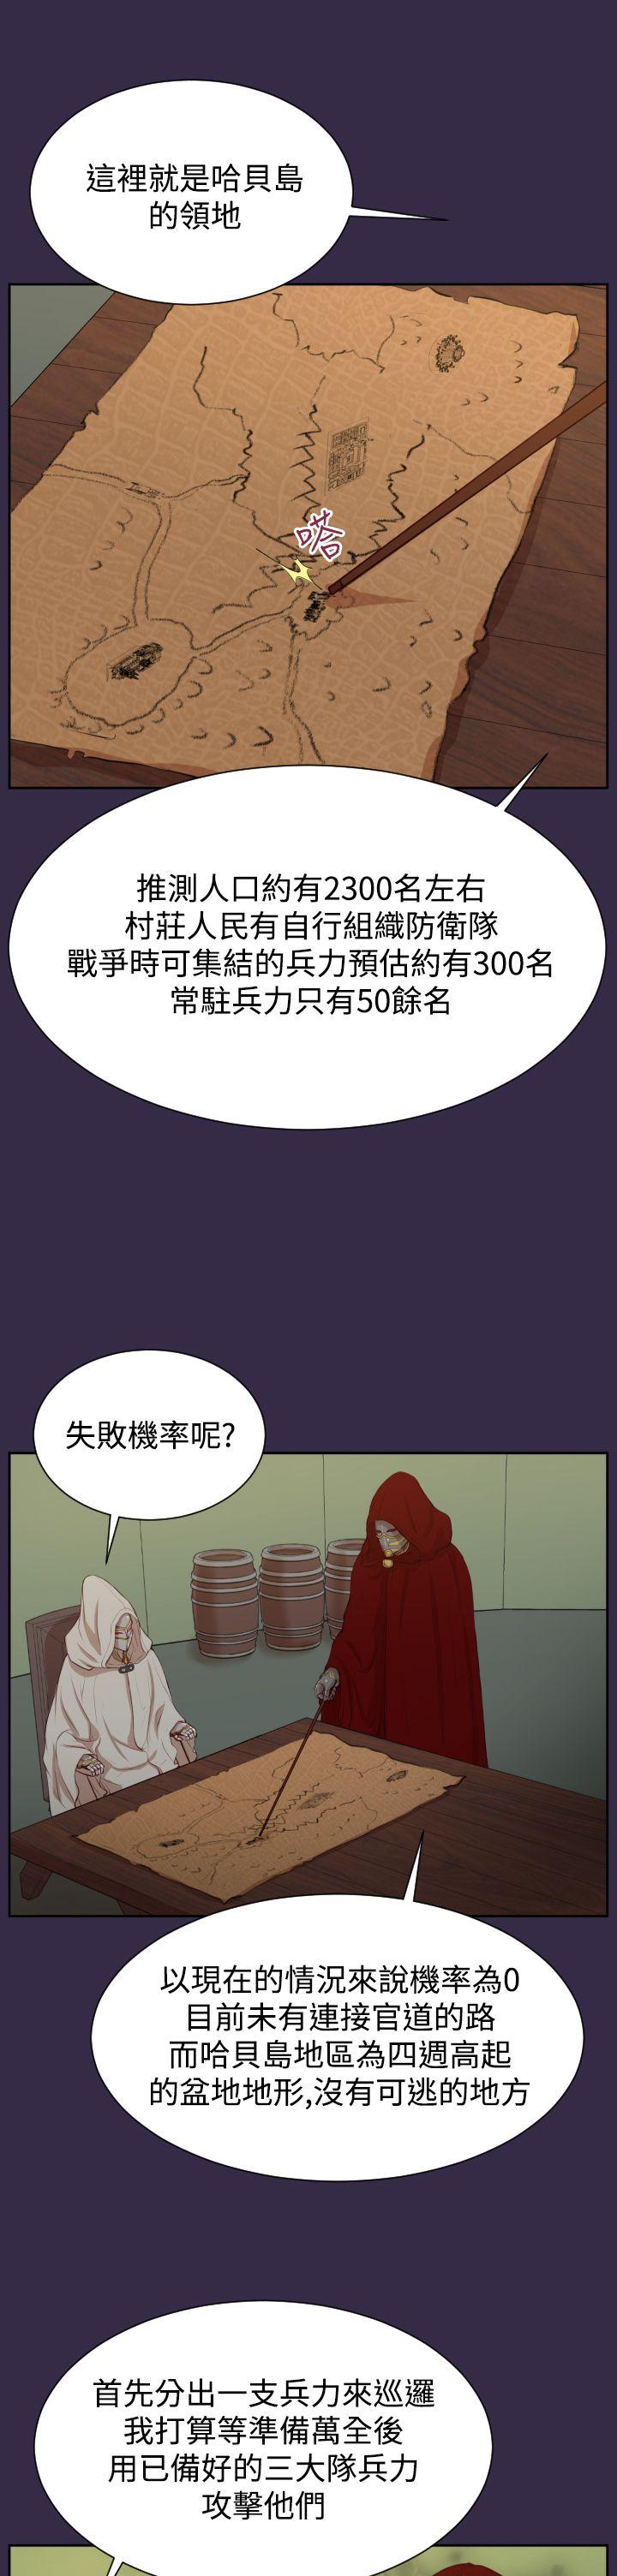 這裡就是哈貝島
的領地
嗒
推測人口約有2300名左右
村莊人民有自行組織防衛隊
戰爭時可集結的兵力預估約有300名
常駐兵力只有50餘名
失敗機率呢?
以現在的情況來說機率為0
目前未有連接官道的路
而哈貝島地區為四週高起
的盆地地形,沒有可逃的地方
首先分出一支兵力來巡邏
我打算等準備萬全後
用已備好的三大隊兵力
攻擊他們